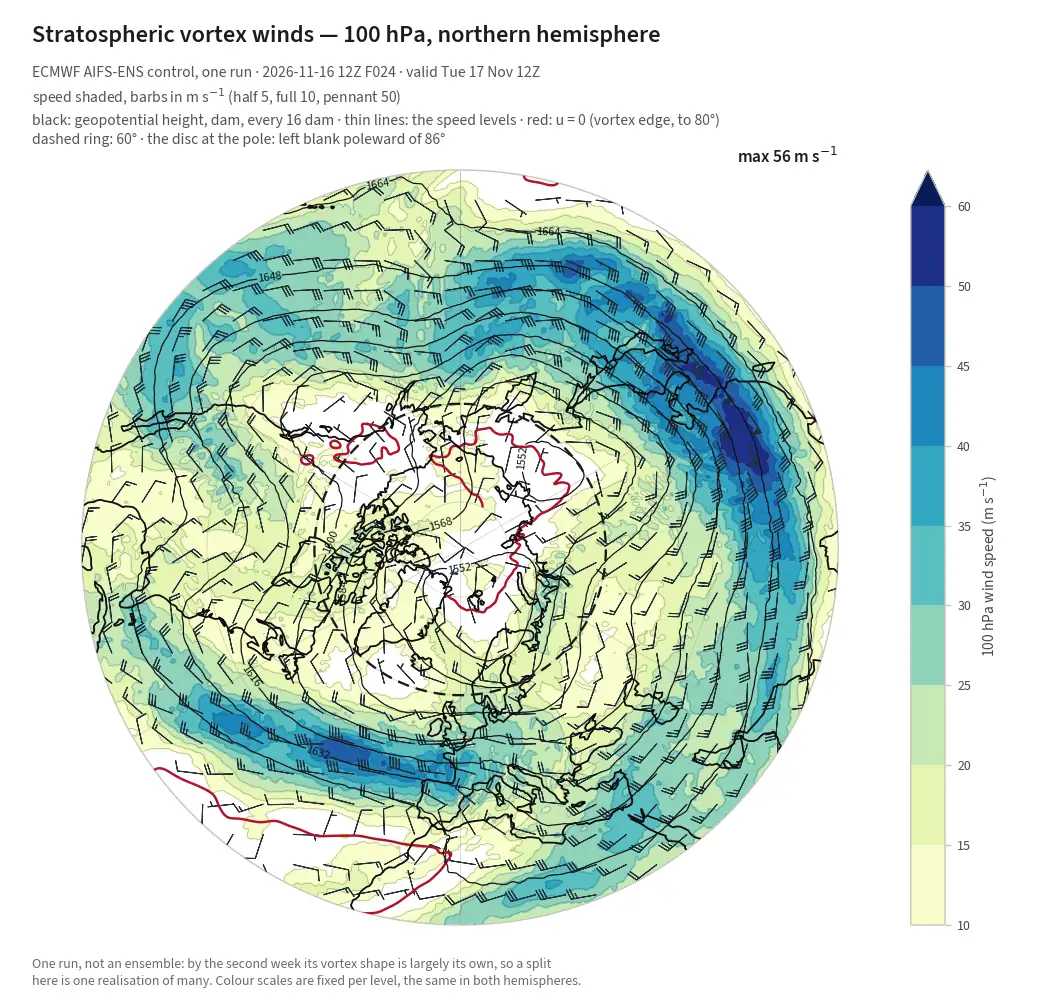 Stratospheric vortex winds — 100 hPa, northern hemisphere
ECMWF AIFS-ENS control, one run · 2026-11-16 12Z F024 · valid Tue 17 Nov 12Z
speed shaded, barbs in m s⁻¹ (half 5, full 10, pennant 50)
black: geopotential height, dam, every 16 dam · thin lines: the speed levels · red: u = 0 (vortex edge, to 80°)
dashed ring: 60° · the disc at the pole: left blank poleward of 86°
max 56 m s⁻¹
1664
1664
1648
1552
1568
1600
1552
1584
1616
1632
60
50
45
40
35
30
25
20
15
10
100 hPa wind speed (m s⁻¹)
One run, not an ensemble: by the second week its vortex shape is largely its own, so a split
here is one realisation of many. Colour scales are fixed per level, the same in both hemispheres.